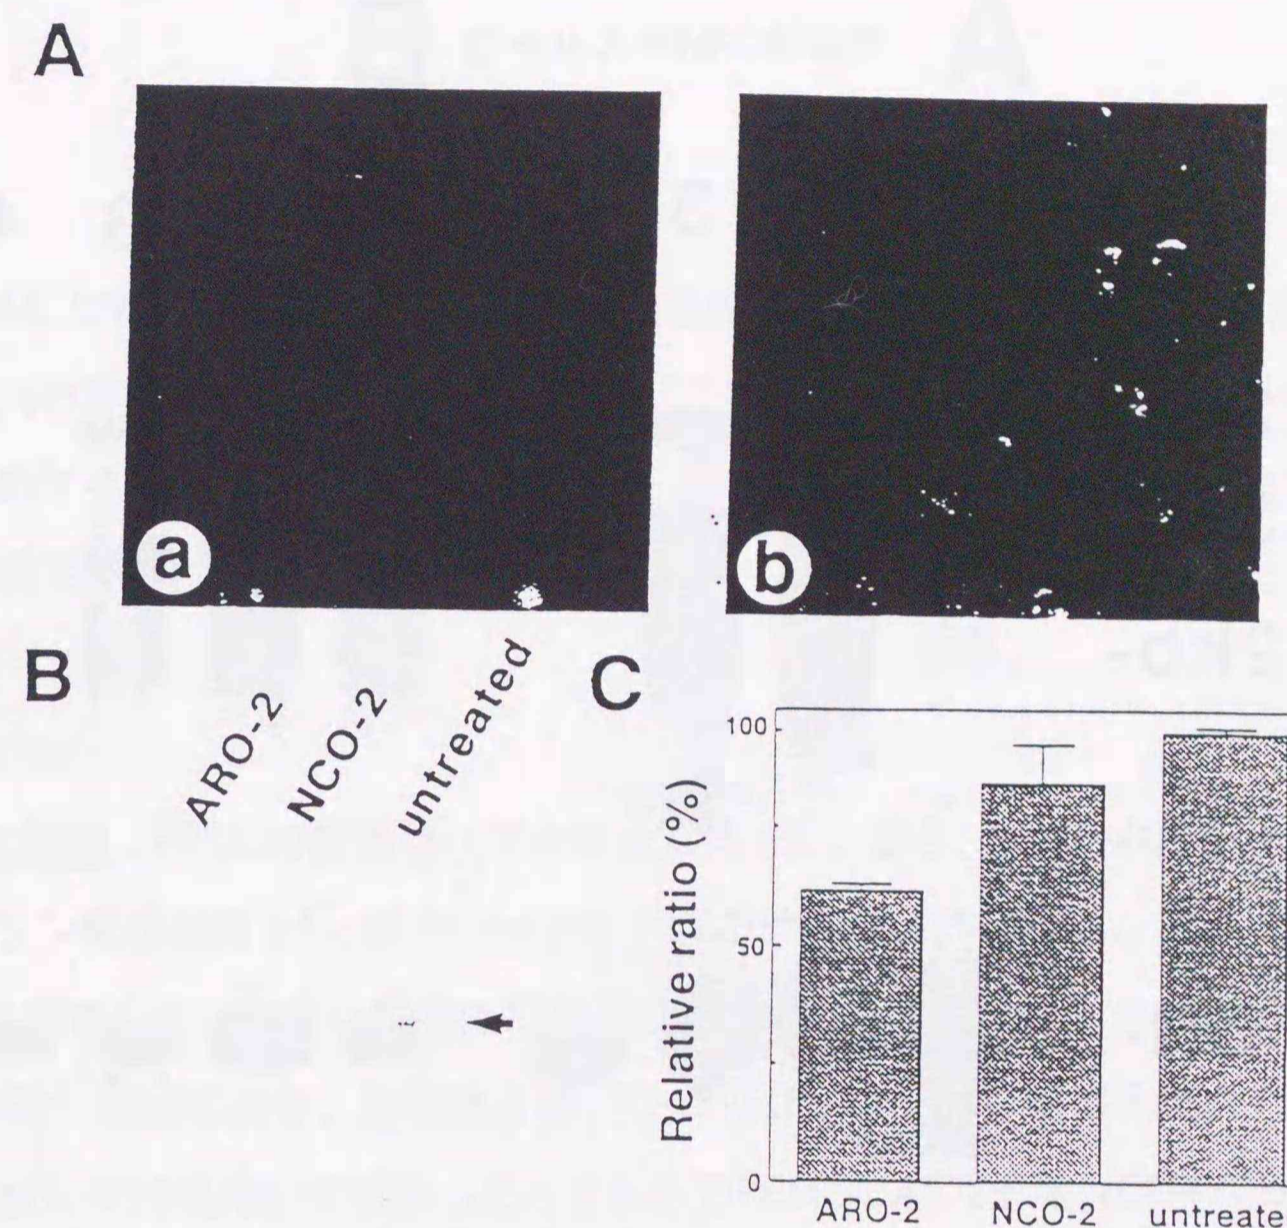 A
a
b
B
ARO-2
NCO-2
untreated
C
Relative ratio (%)
100
50
0
ARO-2
NCO-2
untreate